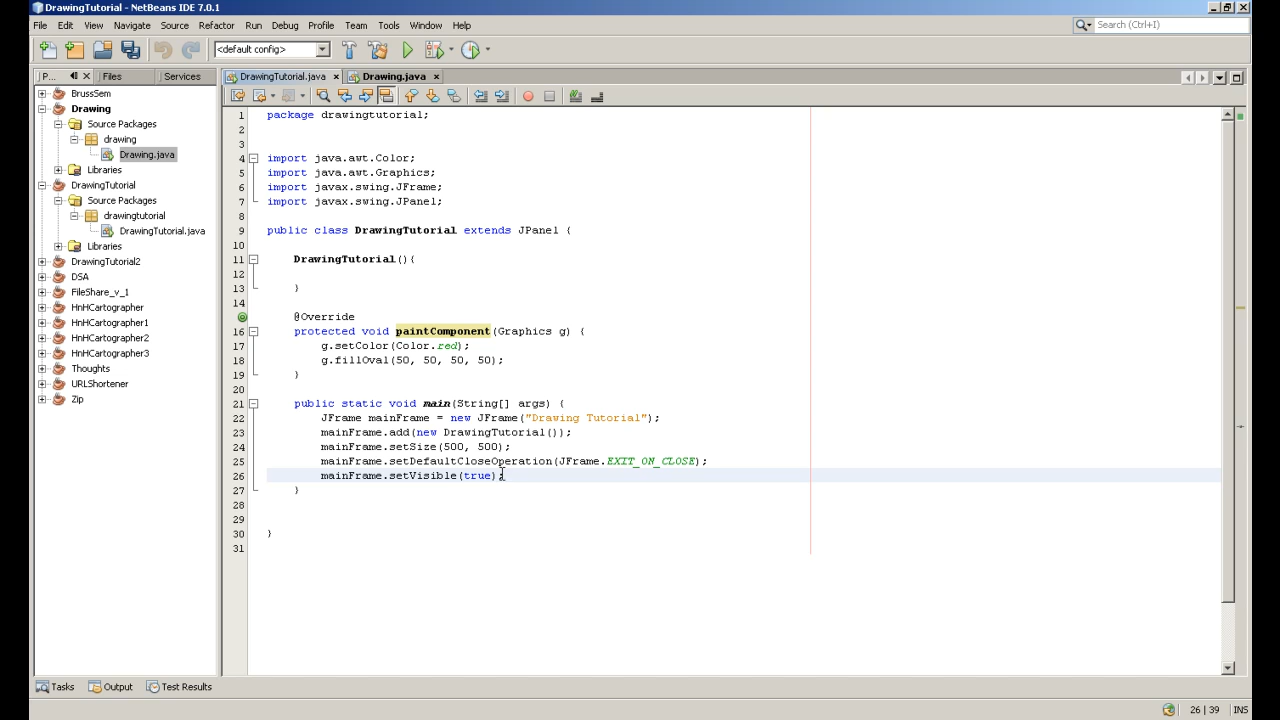 DrawingTutorial - NetBeans IDE 7.0.1
File Edit View Navigate Source Refactor Run Debug Profile Team Tools Window Help
Search (Ctrl+I)
<default config>
P... Files Services
DrawingTutorial.java Drawing.java
BrussSem
Drawing
Source Packages
drawing
Drawing.java
Libraries
DrawingTutorial
Source Packages
drawingtutorial
DrawingTutorial.java
Libraries
DrawingTutorial2
DSA
FileShare_v_1
HnHCartographer
HnHCartographer1
HnHCartographer2
HnHCartographer3
Thoughts
URLShortener
Zip
1 package drawingtutorial;
2
3
4 import java.awt.Color;
5 import java.awt.Graphics;
6 import javax.swing.JFrame;
7 import javax.swing.JPanel;
8
9 public class DrawingTutorial extends JPanel {
10
11 DrawingTutorial(){
12
13 }
14
@Override
16 protected void paintComponent(Graphics g) {
17 g.setColor(Color.red);
18 g.fillOval(50, 50, 50, 50);
19 }
20
21 public static void main(String[] args) {
22 JFrame mainFrame = new JFrame("Drawing Tutorial");
23 mainFrame.add(new DrawingTutorial());
24 mainFrame.setSize(500, 500);
25 mainFrame.setDefaultCloseOperation(JFrame.EXIT_ON_CLOSE);
26 mainFrame.setVisible(true);
27 }
28
29
30 }
31
Tasks Output Test Results
26 | 39 INS